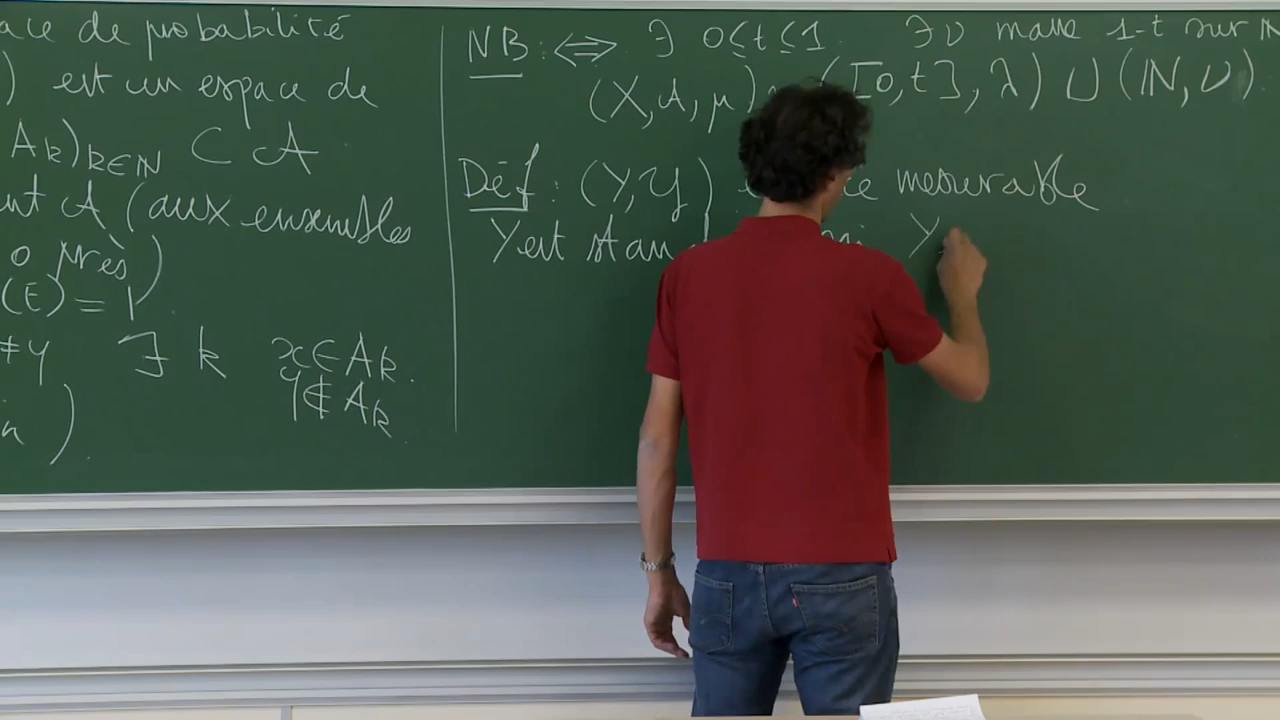 ace de probabilité
) est un espace de
Ak)k∈ℕ ⊂ A
nt A (aux ensembles
0 près)
(E) = 1
≠ y ∃ k x ∈ Ak.
y ∉ Ak
)
NB : ⟺ ∃ 0 ≤ t ≤ 1 ∃ ν masse 1-t sur ℕ
(X, A, μ) ([0, t], λ) ∪ (ℕ, ν)
Déf : (Y, 𝒴) mesurable
Y est stan Y